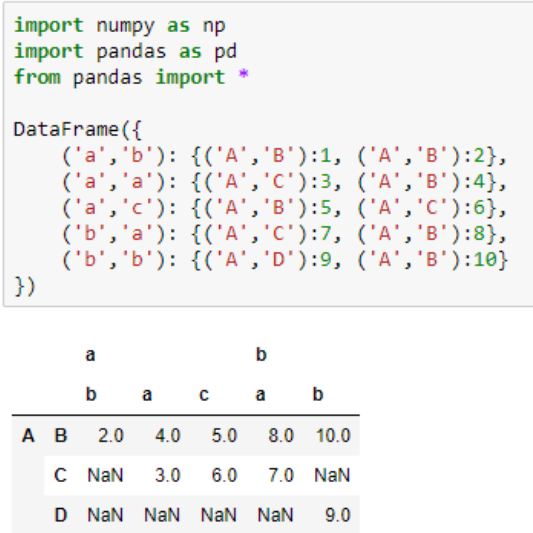 import numpy as np
import pandas as pd
from pandas import *

DataFrame({
    ('a','b'): {('A','B'):1, ('A','B'):2},
    ('a','a'): {('A','C'):3, ('A','B'):4},
    ('a','c'): {('A','B'):5, ('A','C'):6},
    ('b','a'): {('A','C'):7, ('A','B'):8},
    ('b','b'): {('A','D'):9, ('A','B'):10}
})

a b
b a c a b
A B 2.0 4.0 5.0 8.0 10.0
C NaN 3.0 6.0 7.0 NaN
D NaN NaN NaN NaN 9.0